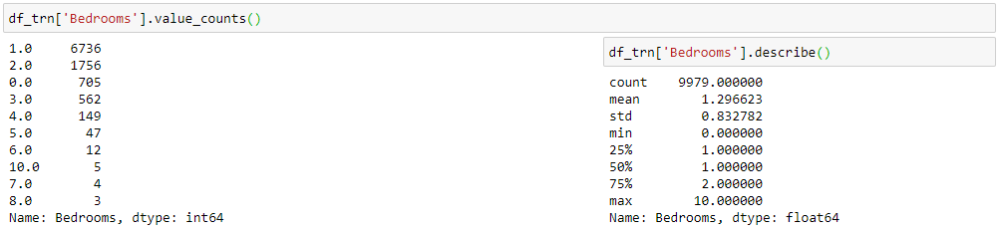 df_trn['Bedrooms'].value_counts()
1.0     6736
2.0     1756
0.0      705
3.0      562
4.0      149
5.0       47
6.0       12
10.0       5
7.0        4
8.0        3
Name: Bedrooms, dtype: int64
df_trn['Bedrooms'].describe()
count    9979.000000
mean        1.296623
std         0.832782
min         0.000000
25%         1.000000
50%         1.000000
75%         2.000000
max        10.000000
Name: Bedrooms, dtype: float64